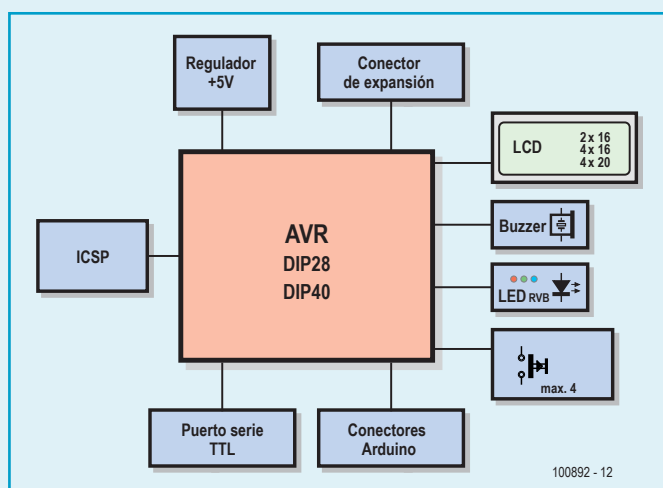 Regulador
+5V
Conector
de expansión
LCD
2 x 16
4 x 16
4 x 20
AVR
DIP28
DIP40
Buzzer
ICSP
LED RVB
max. 4
Puerto serie
TTL
Conectores
Arduino
100892 - 12